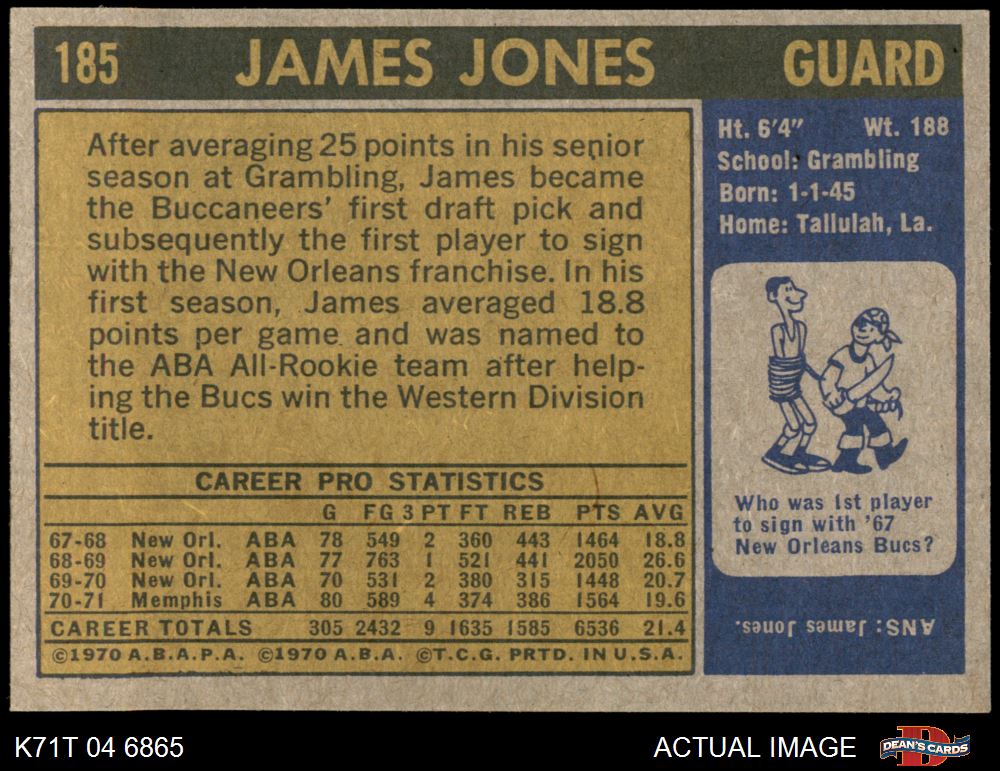 185 JAMES JONES GUARD
After averaging 25 points in his senior
season at Grambling, James became
the Buccaneers' first draft pick and
subsequently the first player to sign
with the New Orleans franchise. In his
first season, James averaged 18.8
points per game and was named to
the ABA All-Rookie team after help-
ing the Bucs win the Western Division
title.
Ht. 6'4" Wt. 188
School: Grambling
Born: 1-1-45
Home: Tallulah, La.
Who was 1st player
to sign with '67
New Orleans Bucs?
ANS: James Jones.
CAREER PRO STATISTICS
G FG 3 PT FT REB PTS AVG
67-68 New Orl. ABA 78 549 2 360 443 1464 18.8
68-69 New Orl. ABA 77 763 1 521 441 2050 26.6
69-70 New Orl. ABA 70 531 2 380 315 1448 20.7
70-71 Memphis ABA 80 589 4 374 386 1564 19.6
CAREER TOTALS 305 2432 9 1635 1585 6536 21.4
©1970 A.B.A.P.A. ©1970 A.B.A. ©T.C.G. PRTD. IN U.S.A.
K71T 04 6865 ACTUAL IMAGE DEAN'S CARDS